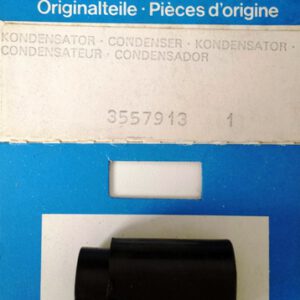 Originalteile · Pièces d'origine
KONDENSATOR · CONDENSER · KONDENSATOR ·
CONDENSATEUR · CONDENSADOR
3557913 1